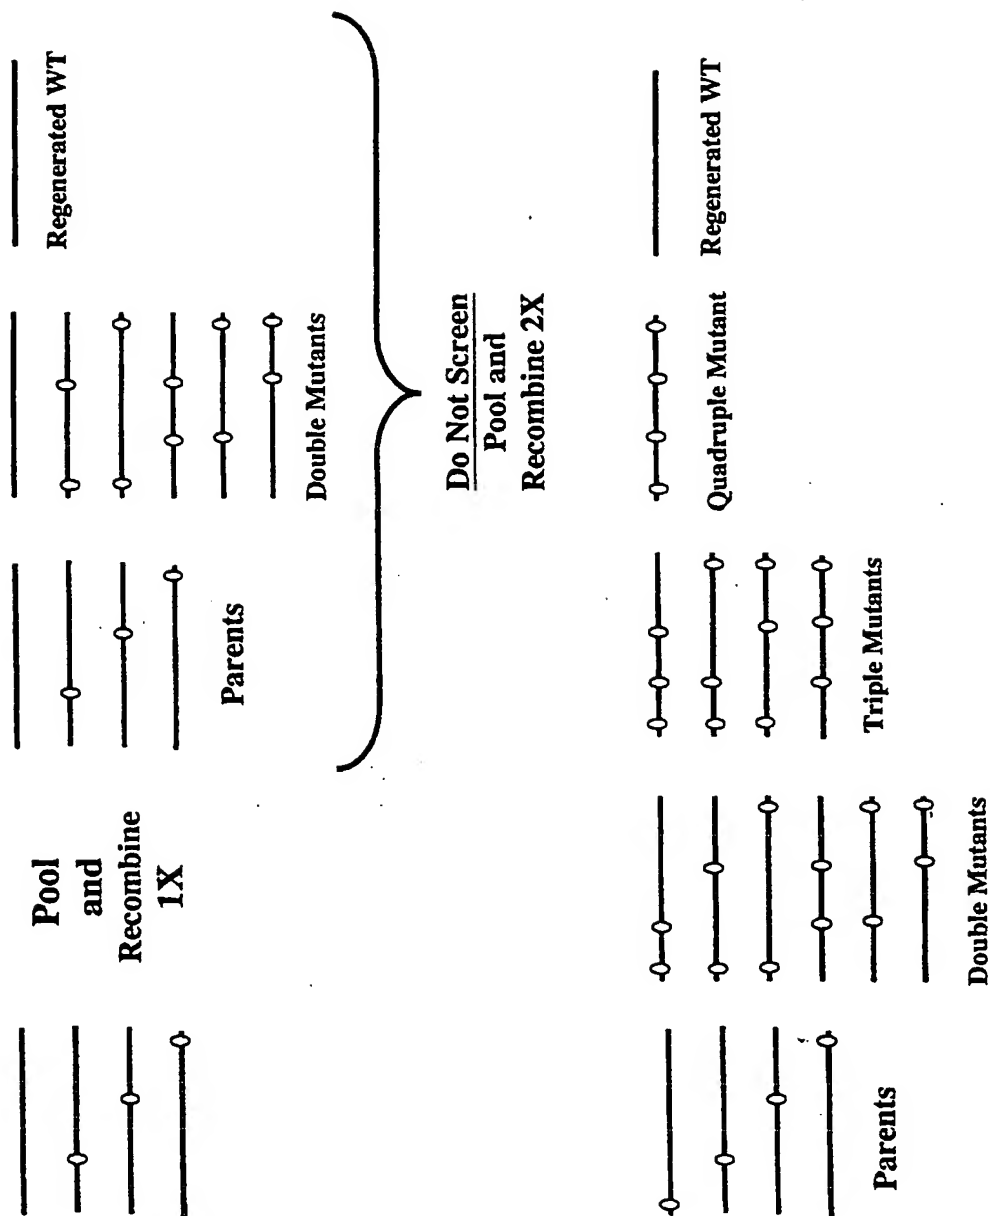 Pool
and
Recombine
1X
Parents
Double Mutants
Regenerated WT
Do Not Screen
Pool and
Recombine 2X
Parents
Double Mutants
Triple Mutants
Quadruple Mutant
Regenerated WT